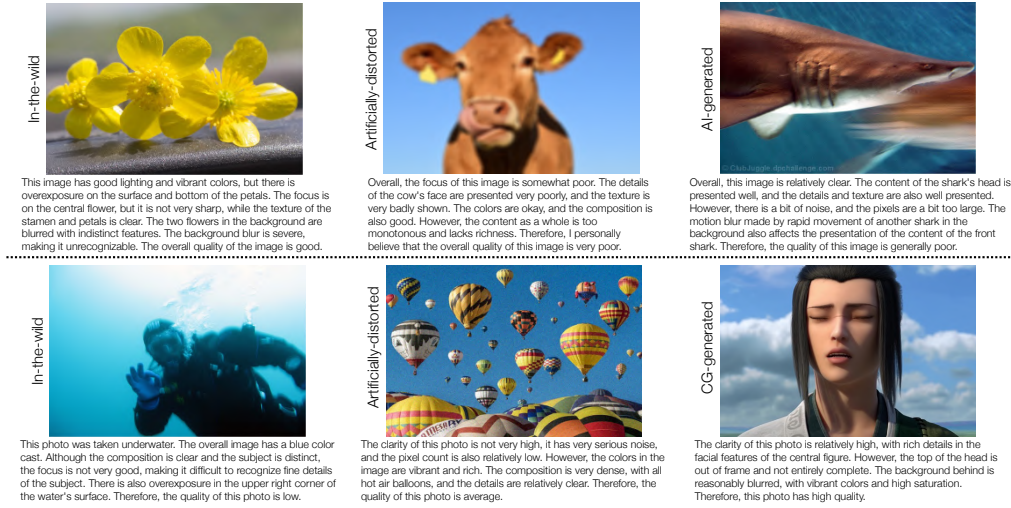 In-the-wild
This image has good lighting and vibrant colors, but there is
overexposure on the surface and bottom of the petals. The focus is
on the central flower, but it is not very sharp, while the texture of the
stamen and petals is clear. The two flowers in the background are
blurred with indistinct features. The background blur is severe,
making it unrecognizable. The overall quality of the image is good.
Artificially-distorted
Overall, the focus of this image is somewhat poor. The details
of the cow's face are presented very poorly, and the texture is
very badly shown. The colors are okay, and the composition is
also good. However, the content as a whole is too
monotonous and lacks richness. Therefore, I personally
believe that the overall quality of this image is very poor.
AI-generated
Overall, this image is relatively clear. The content of the shark's head is
presented well, and the details and texture are also well presented.
However, there is a bit of noise, and the pixels are a bit too large. The
motion blur made by rapid movement of another shark in the
background also affects the presentation of the content of the front
shark. Therefore, the quality of this image is generally poor.
In-the-wild
This photo was taken underwater. The overall image has a blue color
cast. Although the composition is clear and the subject is distinct,
the focus is not very good, making it difficult to recognize fine details
of the subject. There is also overexposure in the upper right corner of
the water's surface. Therefore, the quality of this photo is low.
Artificially-distorted
The clarity of this photo is not very high, it has very serious noise,
and the pixel count is also relatively low. However, the colors in the
image are vibrant and rich. The composition is very dense, with all
hot air balloons, and the details are relatively clear. Therefore, the
quality of this photo is average.
CG-generated
The clarity of this photo is relatively high, with rich details in the
facial features of the central figure. However, the top of the head is
out of frame and not entirely complete. The background behind is
reasonably blurred, with vibrant colors and high saturation.
Therefore, this photo has high quality.